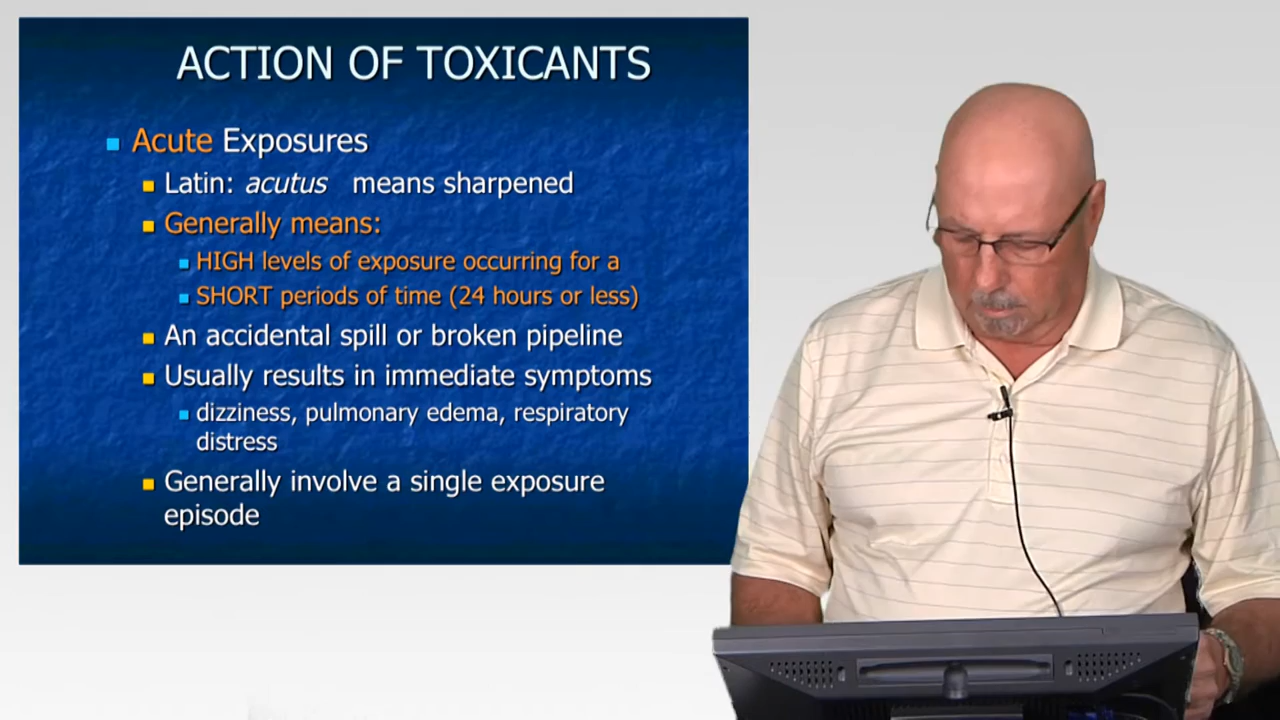 ACTION OF TOXICANTS
Acute Exposures
Latin: acutus means sharpened
Generally means:
HIGH levels of exposure occurring for a
SHORT periods of time (24 hours or less)
An accidental spill or broken pipeline
Usually results in immediate symptoms
dizziness, pulmonary edema, respiratory
distress
Generally involve a single exposure
episode